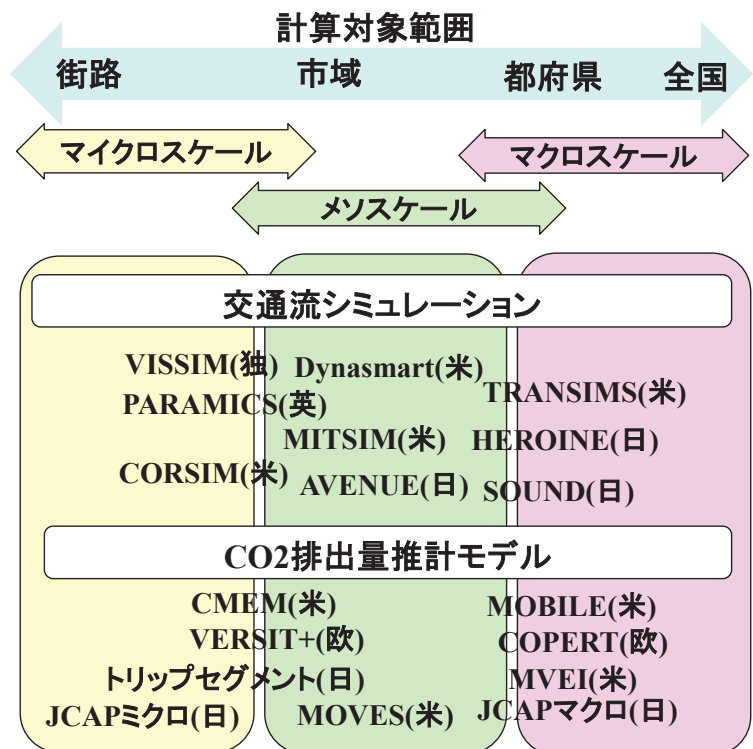 計算対象範囲
街路 市域 都府県 全国
マイクロスケール マクロスケール
メソスケール
交通流シミュレーション
VISSIM(独) Dynasmart(米)
PARAMICS(英) TRANSIMS(米)
MITSIM(米) HEROINE(日)
CORSIM(米) AVENUE(日) SOUND(日)
CO2排出量推計モデル
CMEM(米) MOBILE(米)
VERSIT+(欧) COPERT(欧)
トリップセグメント(日) MVEI(米)
JCAPミクロ(日) MOVES(米) JCAPマクロ(日)